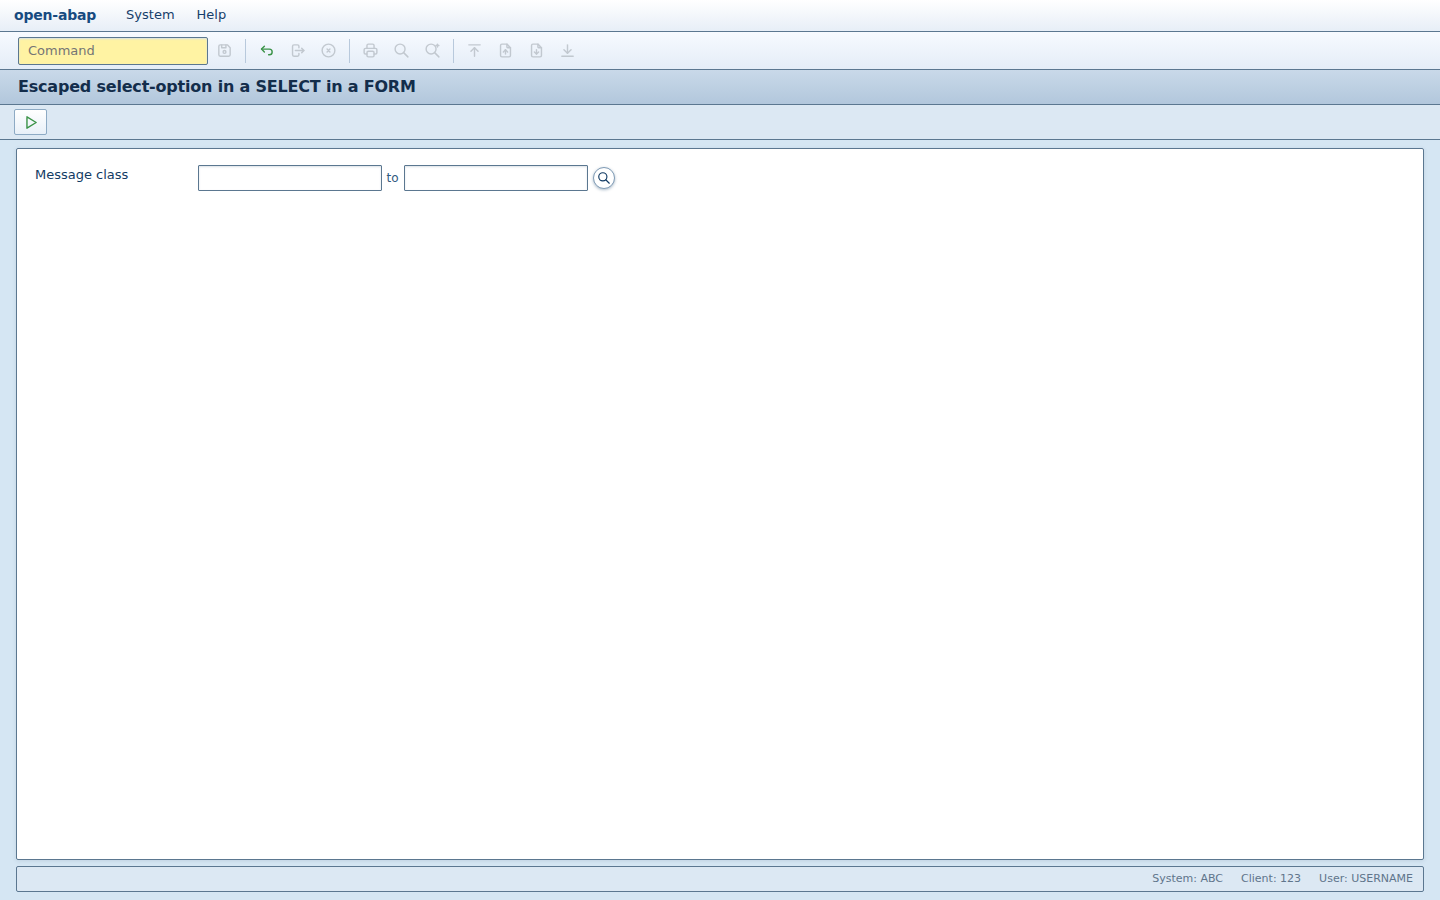 open-abap System Help
Command
Escaped select-option in a SELECT in a FORM
Message class to
System: ABC Client: 123 User: USERNAME